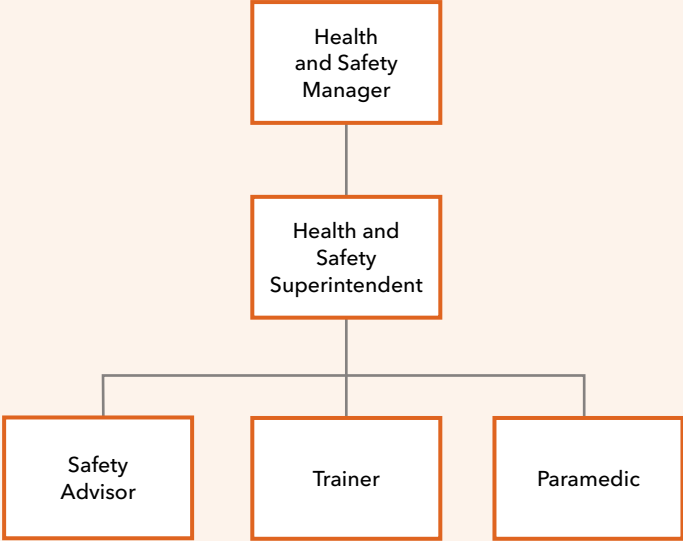 Health
and Safety
Manager
Health and
Safety
Superintendent
Safety
Advisor
Trainer
Paramedic